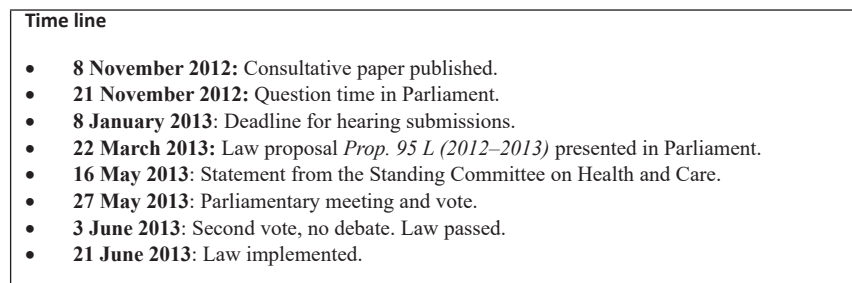 Time line
• 8 November 2012: Consultative paper published.
• 21 November 2012: Question time in Parliament.
• 8 January 2013: Deadline for hearing submissions.
• 22 March 2013: Law proposal Prop. 95 L (2012–2013) presented in Parliament.
• 16 May 2013: Statement from the Standing Committee on Health and Care.
• 27 May 2013: Parliamentary meeting and vote.
• 3 June 2013: Second vote, no debate. Law passed.
• 21 June 2013: Law implemented.